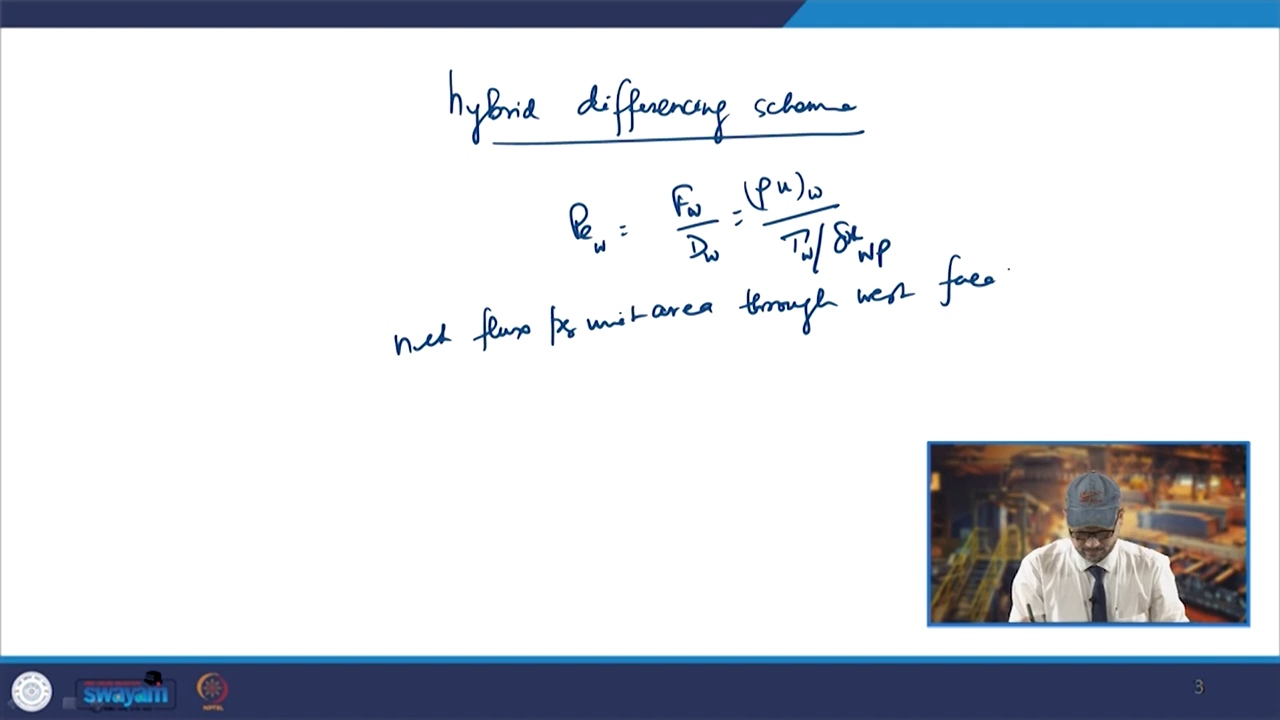 hybrid differencing scheme
Pe_w = F_w / D_w = (ρu)_w / Γ_w / δx_WP
net flux per unit area through west face
swayam
NPTEL
3